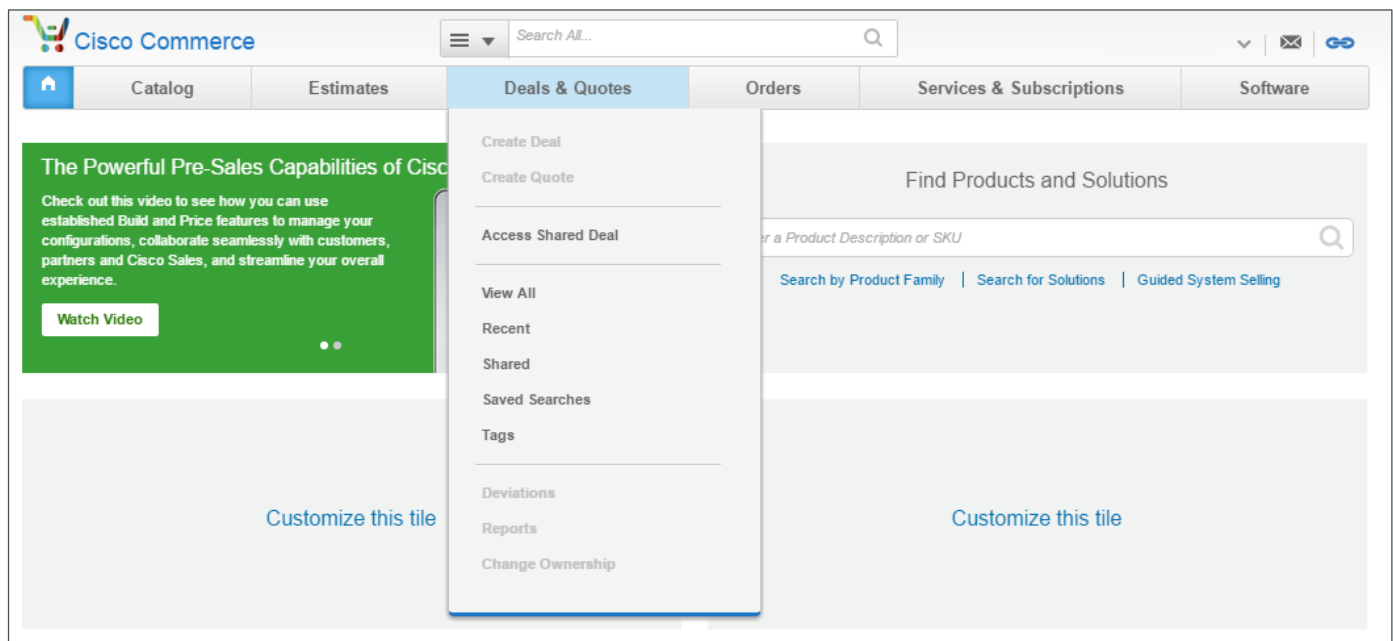 Cisco Commerce
Search All...
Catalog
Estimates
Deals & Quotes
Orders
Services & Subscriptions
Software
The Powerful Pre-Sales Capabilities of Cisc
Check out this video to see how you can use
established Build and Price features to manage your
configurations, collaborate seamlessly with customers,
partners and Cisco Sales, and streamline your overall
experience.
Watch Video
Create Deal
Create Quote
Access Shared Deal
View All
Recent
Shared
Saved Searches
Tags
Deviations
Reports
Change Ownership
Find Products and Solutions
er a Product Description or SKU
Search by Product Family | Search for Solutions | Guided System Selling
Customize this tile
Customize this tile